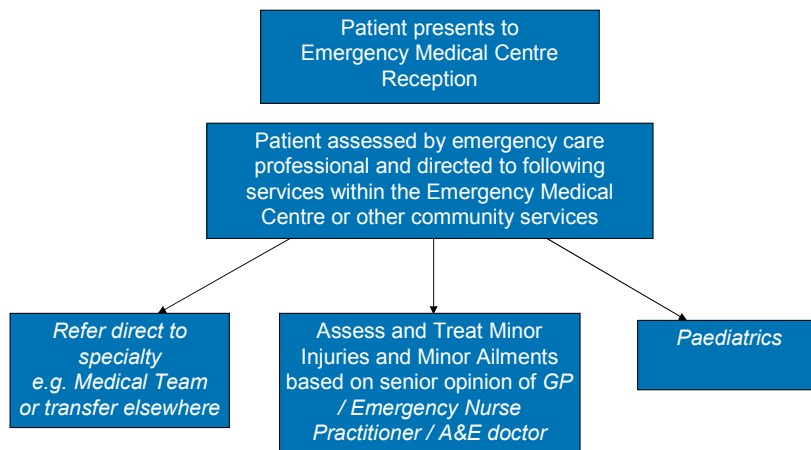 Patient presents to
Emergency Medical Centre
Reception
Patient assessed by emergency care
professional and directed to following
services within the Emergency Medical
Centre or other community services
Refer direct to
specialty
e.g. Medical Team
or transfer elsewhere
Assess and Treat Minor
Injuries and Minor Ailments
based on senior opinion of GP
/ Emergency Nurse
Practitioner / A&E doctor
Paediatrics